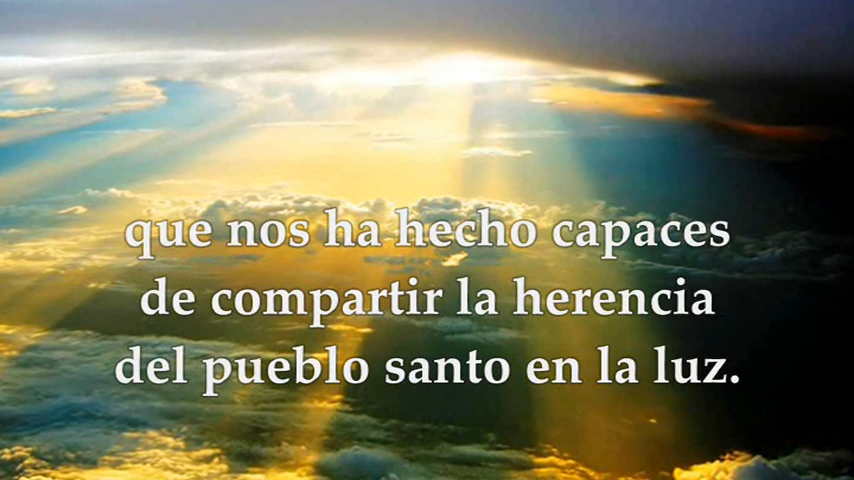 que nos ha hecho capaces
de compartir la herencia
del pueblo santo en la luz.